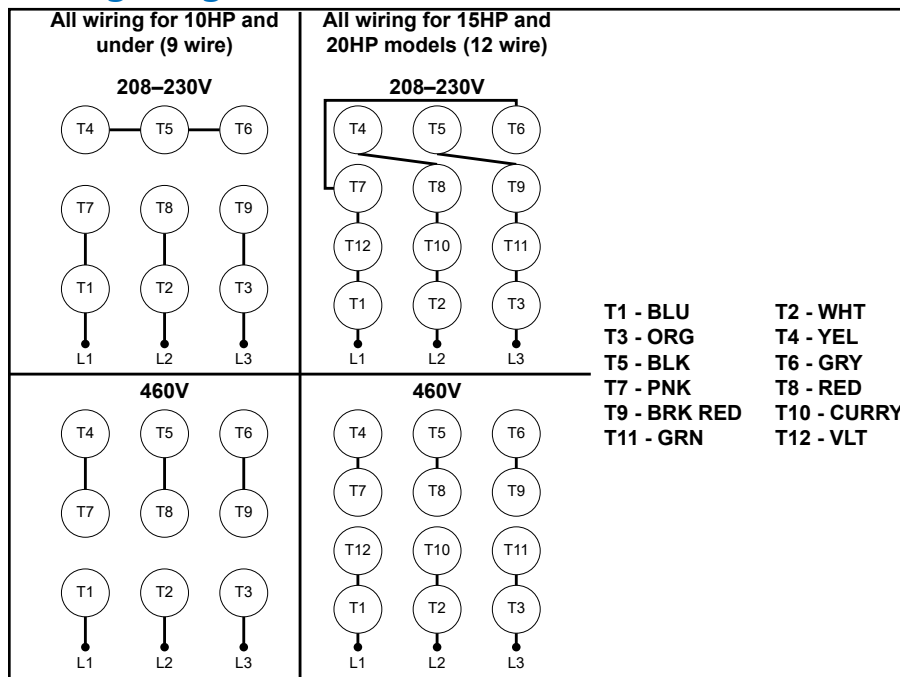 All wiring for 10HP and
under (9 wire)
208–230V
T4 T5 T6
T7 T8 T9
T1 T2 T3
L1 L2 L3
All wiring for 15HP and
20HP models (12 wire)
208–230V
T4 T5 T6
T7 T8 T9
T12 T10 T11
T1 T2 T3
L1 L2 L3
460V
T4 T5 T6
T7 T8 T9
T1 T2 T3
L1 L2 L3
460V
T4 T5 T6
T7 T8 T9
T12 T10 T11
T1 T2 T3
L1 L2 L3
T1 - BLU T2 - WHT
T3 - ORG T4 - YEL
T5 - BLK T6 - GRY
T7 - PNK T8 - RED
T9 - BRK RED T10 - CURRY
T11 - GRN T12 - VLT